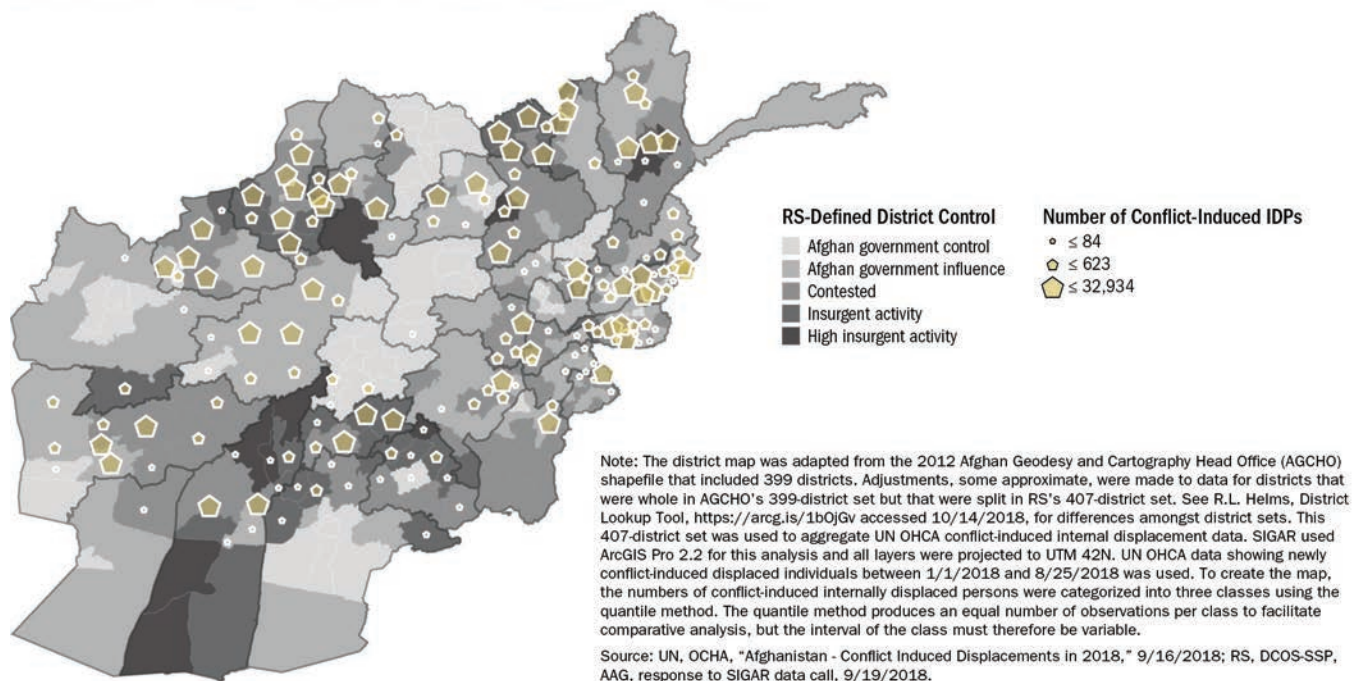 RS-Defined District Control
Afghan government control
Afghan government influence
Contested
Insurgent activity
High insurgent activity
Number of Conflict-Induced IDPs
≤ 84
≤ 623
≤ 32,934
Note: The district map was adapted from the 2012 Afghan Geodesy and Cartography Head Office (AGCHO)
shapefile that included 399 districts. Adjustments, some approximate, were made to data for districts that
were whole in AGCHO's 399-district set but that were split in RS's 407-district set. See R.L. Helms, District
Lookup Tool, https://arcg.is/1bOjGv accessed 10/14/2018, for differences amongst district sets. This
407-district set was used to aggregate UN OHCA conflict-induced internal displacement data. SIGAR used
ArcGIS Pro 2.2 for this analysis and all layers were projected to UTM 42N. UN OHCA data showing newly
conflict-induced displaced individuals between 1/1/2018 and 8/25/2018 was used. To create the map,
the numbers of conflict-induced internally displaced persons were categorized into three classes using the
quantile method. The quantile method produces an equal number of observations per class to facilitate
comparative analysis, but the interval of the class must therefore be variable.
Source: UN, OCHA, "Afghanistan - Conflict Induced Displacements in 2018," 9/16/2018; RS, DCOS-SSP,
AAG, response to SIGAR data call, 9/19/2018.